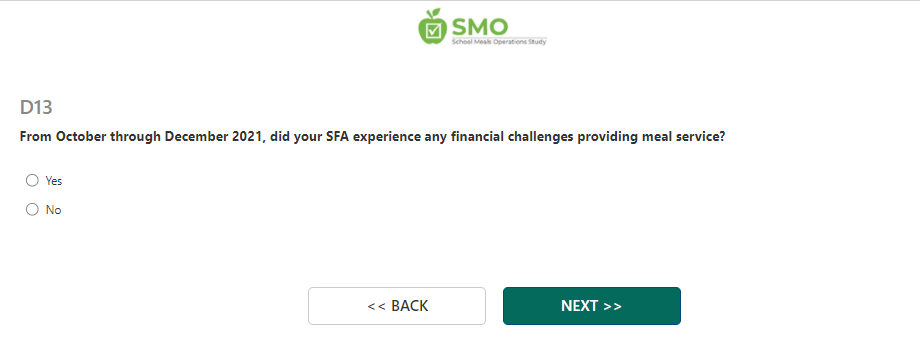 SMO
School Meals Operations Study
D13
From October through December 2021, did your SFA experience any financial challenges providing meal service?
Yes
No
<< BACK
NEXT >>